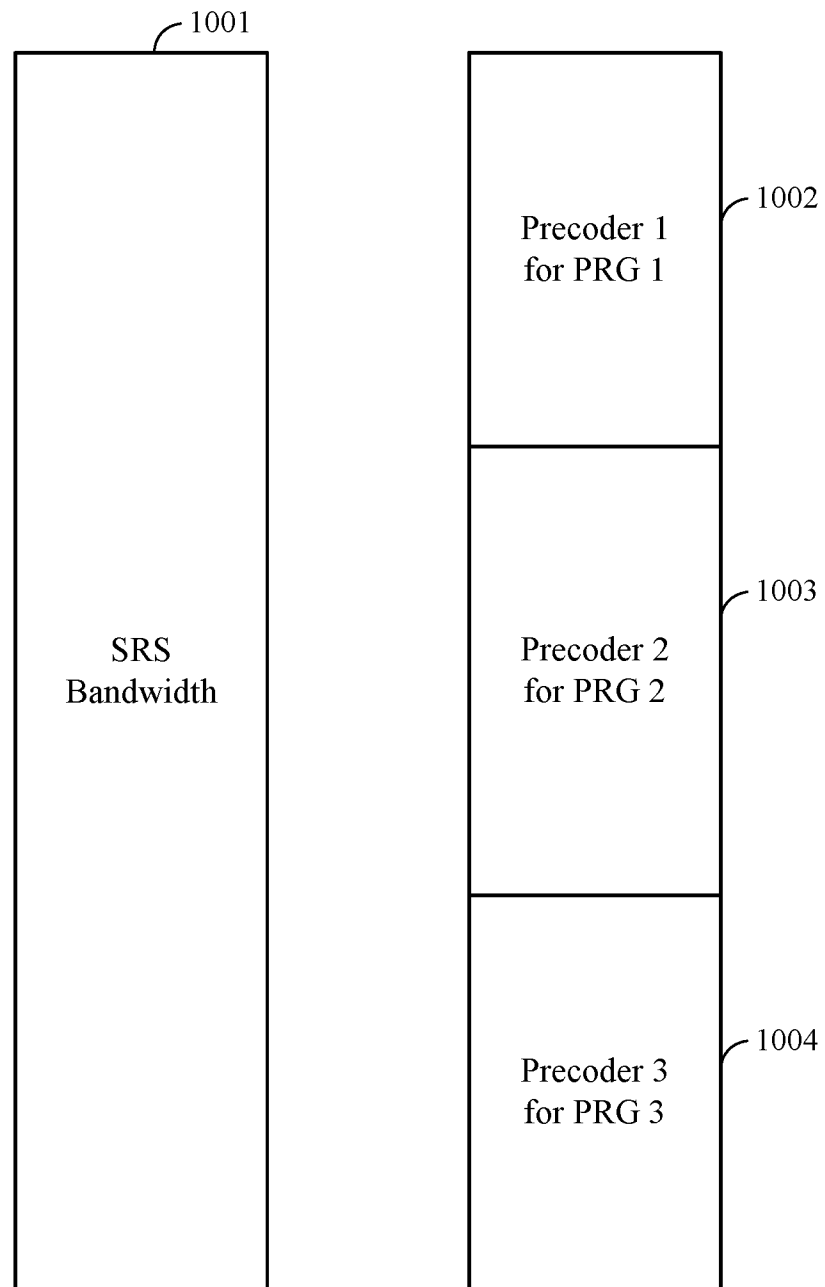 1001
1002
Precoder 1
for PRG 1
1003
SRS
Bandwidth
Precoder 2
for PRG 2
1004
Precoder 3
for PRG 3